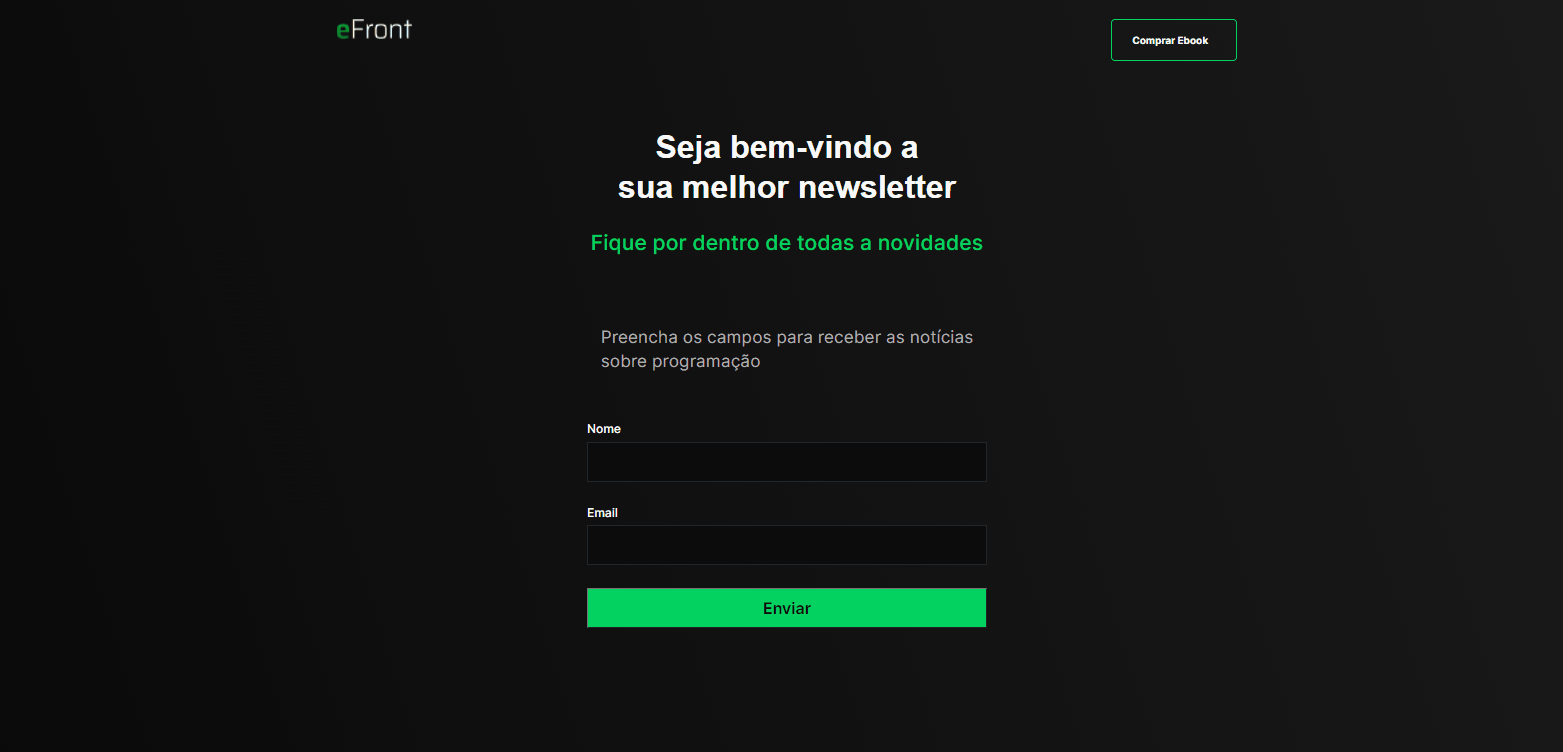 eFront
Comprar Ebook
Seja bem-vindo a
sua melhor newsletter
Fique por dentro de todas a novidades
Preencha os campos para receber as notícias
sobre programação
Nome
Email
Enviar